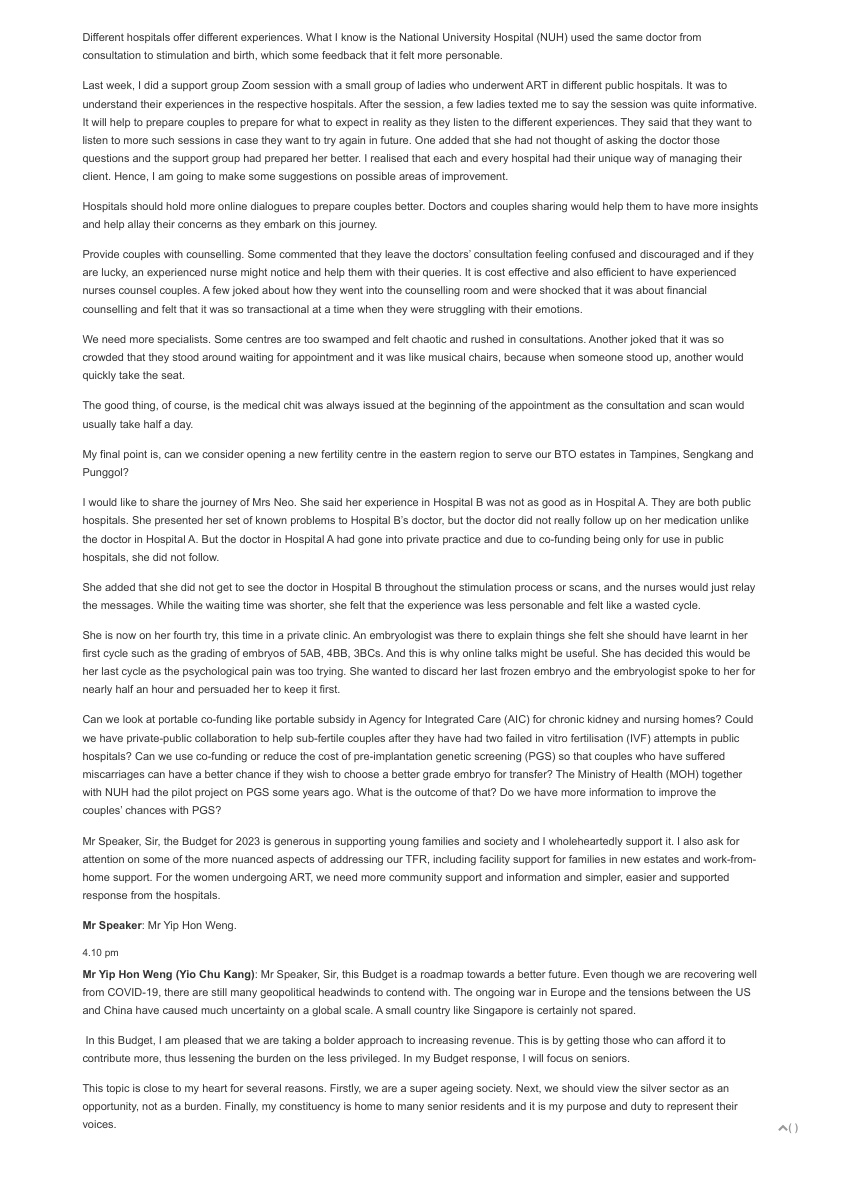 Different hospitals offer different experiences. What I know is the National University Hospital (NUH) used the same doctor from
consultation to stimulation and birth, which some feedback that it felt more personable.
Last week, I did a support group Zoom session with a small group of ladies who underwent ART in different public hospitals. It was to
understand their experiences in the respective hospitals. After the session, a few ladies texted me to say the session was quite informative.
It will help to prepare couples to prepare for what to expect in reality as they listen to the different experiences. They said that they want to
listen to more such sessions in case they want to try again in future. One added that she had not thought of asking the doctor those
questions and the support group had prepared her better. I realised that each and every hospital had their unique way of managing their
client. Hence, I am going to make some suggestions on possible areas of improvement.
Hospitals should hold more online dialogues to prepare couples better. Doctors and couples sharing would help them to have more insights
and help allay their concerns as they embark on this journey.
Provide couples with counselling. Some commented that they leave the doctors' consultation feeling confused and discouraged and if they
are lucky, an experienced nurse might notice and help them with their queries. It is cost effective and also efficient to have experienced
nurses counsel couples. A few joked about how they went into the counselling room and were shocked that it was about financial
counselling and felt that it was so transactional at a time when they were struggling with their emotions.
We need more specialists. Some centres are too swamped and felt chaotic and rushed in consultations. Another joked that it was so
crowded that they stood around waiting for appointment and it was like musical chairs, because when someone stood up, another would
quickly take the seat.
The good thing, of course, is the medical chit was always issued at the beginning of the appointment as the consultation and scan would
usually take half a day.
My final point is, can we consider opening a new fertility centre in the eastern region to serve our BTO estates in Tampines, Sengkang and
Punggol?
I would like to share the journey of Mrs Neo. She said her experience in Hospital B was not as good as in Hospital A. They are both public
hospitals. She presented her set of known problems to Hospital B's doctor, but the doctor did not really follow up on her medication unlike
the doctor in Hospital A. But the doctor in Hospital A had gone into private practice and due to co-funding being only for use in public
hospitals, she did not follow.
She added that she did not get to see the doctor in Hospital B throughout the stimulation process or scans, and the nurses would just relay
the messages. While the waiting time was shorter, she felt that the experience was less personable and felt like a wasted cycle.
She is now on her fourth try, this time in a private clinic. An embryologist was there to explain things she felt she should have learnt in her
first cycle such as the grading of embryos of 5AB, 4BB, 3BCs. And this is why online talks might be useful. She has decided this would be
her last cycle as the psychological pain was too trying. She wanted to discard her last frozen embryo and the embryologist spoke to her for
nearly half an hour and persuaded her to keep it first.
Can we look at portable co-funding like portable subsidy in Agency for Integrated Care (AIC) for chronic kidney and nursing homes? Could
we have private-public collaboration to help sub-fertile couples after they have had two failed in vitro fertilisation (IVF) attempts in public
hospitals? Can we use co-funding or reduce the cost of pre-implantation genetic screening (PGS) so that couples who have suffered
miscarriages can have a better chance if they wish to choose a better grade embryo for transfer? The Ministry of Health (MOH) together
with NUH had the pilot project on PGS some years ago. What is the outcome of that? Do we have more information to improve the
couples' chances with PGS?
Mr Speaker, Sir, the Budget for 2023 is generous in supporting young families and society and I wholeheartedly support it. I also ask for
attention on some of the more nuanced aspects of addressing our TFR, including facility support for families in new estates and work-from-
home support. For the women undergoing ART, we need more community support and information and simpler, easier and supported
response from the hospitals.
Mr Speaker: Mr Yip Hon Weng.
4.10 pm
Mr Yip Hon Weng (Yio Chu Kang): Mr Speaker, Sir, this Budget is a roadmap towards a better future. Even though we are recovering well
from COVID-19, there are still many geopolitical headwinds to contend with. The ongoing war in Europe and the tensions between the US
and China have caused much uncertainty on a global scale. A small country like Singapore is certainly not spared.
In this Budget, I am pleased that we are taking a bolder approach to increasing revenue. This is by getting those who can afford it to
contribute more, thus lessening the burden on the less privileged. In my Budget response, I will focus on seniors.
This topic is close to my heart for several reasons. Firstly, we are a super ageing society. Next, we should view the silver sector as an
opportunity, not as a burden. Finally, my constituency is home to many senior residents and it is my purpose and duty to represent their
voices.
( )